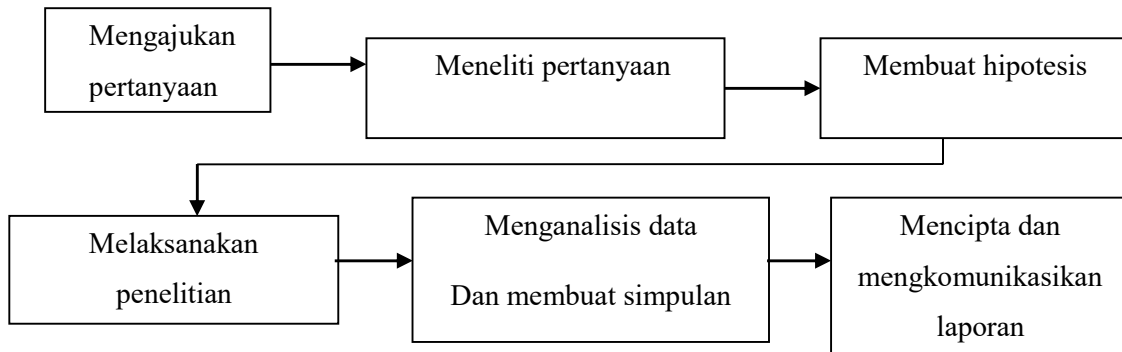 Mengajukan
pertanyaan
Meneliti pertanyaan
Membuat hipotesis
Melaksanakan
penelitian
Menganalisis data
Dan membuat simpulan
Mencipta dan
mengkomunikasikan
laporan